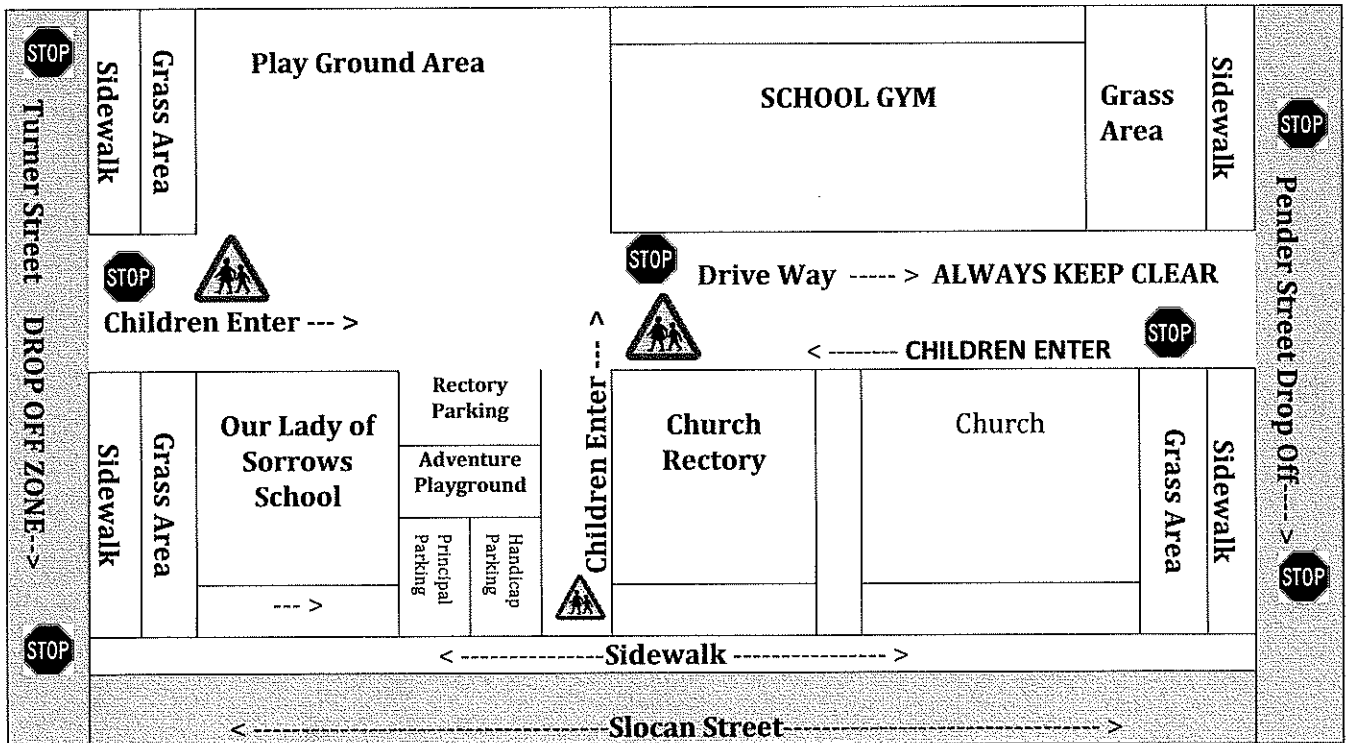 STOP
Turner Street DROP OFF ZONE-->
STOP
Sidewalk
Grass Area
Play Ground Area
SCHOOL GYM
Grass
Area
Sidewalk
STOP
Pender Street Drop Off---->
STOP
STOP
Children Enter --- >
STOP
Drive Way ----- > ALWAYS KEEP CLEAR
STOP
< -------- CHILDREN ENTER
Sidewalk
Grass Area
Our Lady of
Sorrows
School
--- >
Rectory
Parking
Adventure
Playground
Principal
Parking
Handicap
Parking
Children Enter ---- >
Church
Rectory
Church
Grass Area
Sidewalk
< --------------Sidewalk --------------- >
< -----------------------------------Slocan Street------------------------------- >